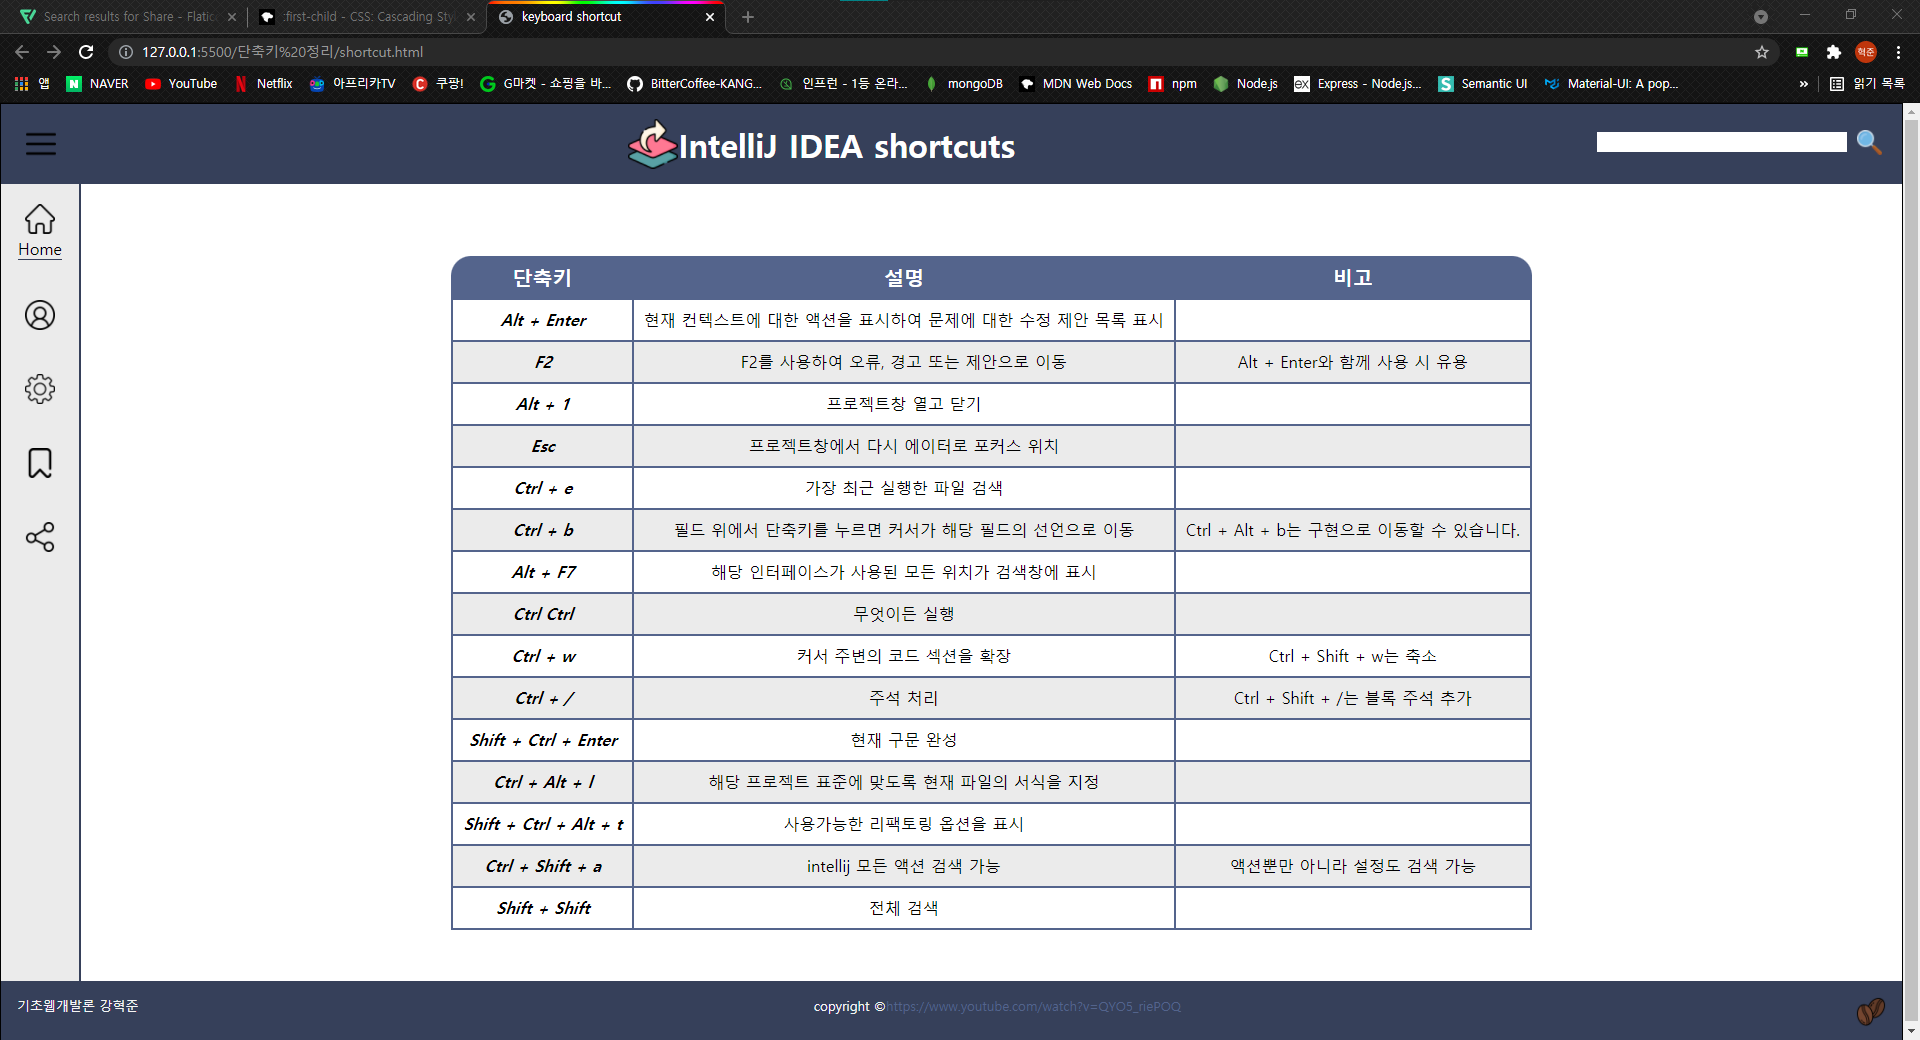 Search results for Share - Flatic
:first-child - CSS: Cascading Styl
keyboard shortcut
127.0.0.1:5500/단축키%20정리/shortcut.html
혁준
앱 NAVER YouTube Netflix 아프리카TV 쿠팡! G마켓 - 쇼핑을 바... BitterCoffee-KANG... 인프런 - 1등 온라... mongoDB MDN Web Docs npm Node.js ex Express - Node.js... Semantic UI Material-UI: A pop... » 읽기 목록
IntelliJ IDEA shortcuts
Home
단축키 설명 비고
Alt + Enter 현재 컨텍스트에 대한 액션을 표시하여 문제에 대한 수정 제안 목록 표시
F2 F2를 사용하여 오류, 경고 또는 제안으로 이동 Alt + Enter와 함께 사용 시 유용
Alt + 1 프로젝트창 열고 닫기
Esc 프로젝트창에서 다시 에이터로 포커스 위치
Ctrl + e 가장 최근 실행한 파일 검색
Ctrl + b 필드 위에서 단축키를 누르면 커서가 해당 필드의 선언으로 이동 Ctrl + Alt + b는 구현으로 이동할 수 있습니다.
Alt + F7 해당 인터페이스가 사용된 모든 위치가 검색창에 표시
Ctrl Ctrl 무엇이든 실행
Ctrl + w 커서 주변의 코드 섹션을 확장 Ctrl + Shift + w는 축소
Ctrl + / 주석 처리 Ctrl + Shift + /는 블록 주석 추가
Shift + Ctrl + Enter 현재 구문 완성
Ctrl + Alt + l 해당 프로젝트 표준에 맞도록 현재 파일의 서식을 지정
Shift + Ctrl + Alt + t 사용가능한 리팩토링 옵션을 표시
Ctrl + Shift + a intellij 모든 액션 검색 가능 액션뿐만 아니라 설정도 검색 가능
Shift + Shift 전체 검색
기초웹개발론 강혁준
copyright ©https://www.youtube.com/watch?v=QYO5_riePOQ